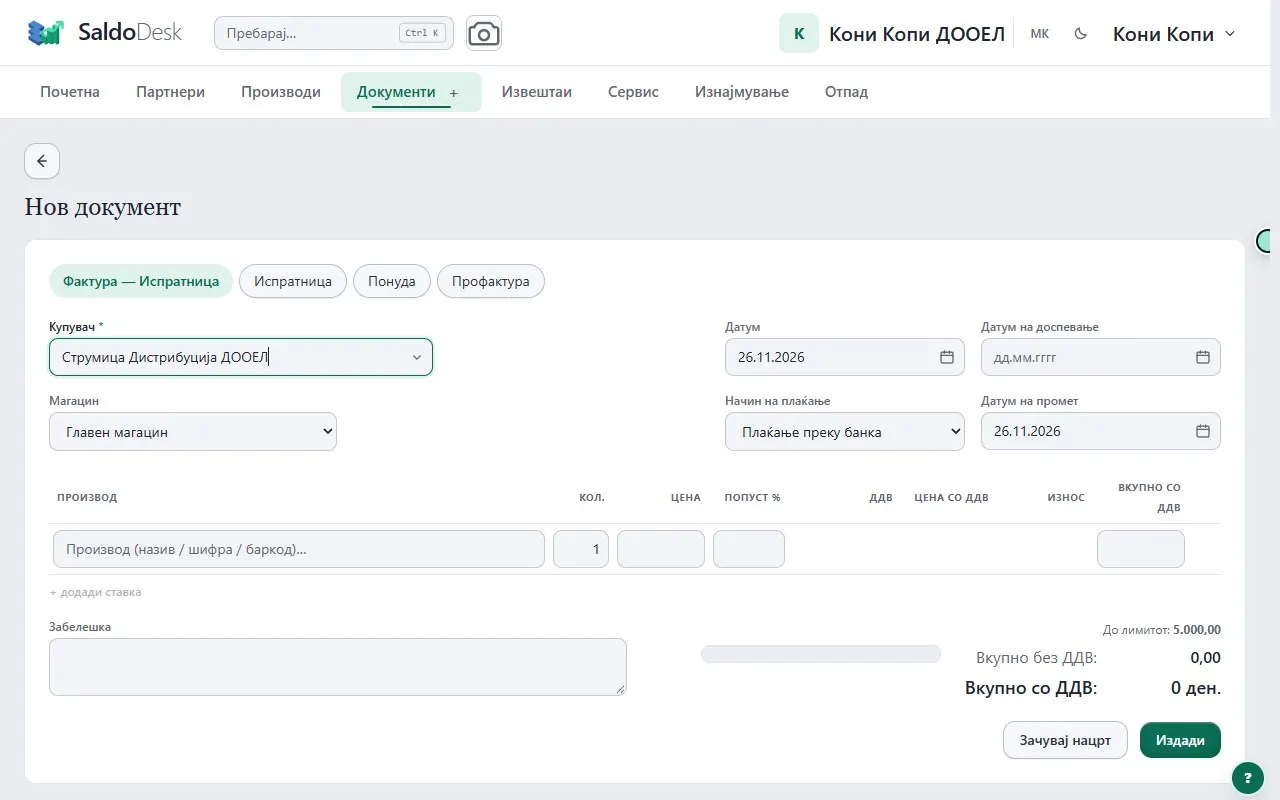 SaldoDesk
Пребарај...
Ctrl K
К
Кони Копи ДООЕЛ
МК
Кони Копи
Почетна
Партнери
Производи
Документи +
Извештаи
Сервис
Изнајмување
Отпад
Нов документ
Фактура — Испратница
Испратница
Понуда
Профактура
Купувач *
Датум
Датум на доспевање
Струмица Дистрибуција ДООЕЛ
26.11.2026
дд.мм.гггг
Магацин
Начин на плаќање
Датум на промет
Главен магацин
Плаќање преку банка
26.11.2026
ПРОИЗВОД
КОЛ.
ЦЕНА
ПОПУСТ %
ДДВ
ЦЕНА СО ДДВ
ИЗНОС
ВКУПНО СО
ДДВ
Производ (назив / шифра / баркод)...
1
+ додади ставка
Забелешка
До лимитот: 5.000,00
Вкупно без ДДВ: 0,00
Вкупно со ДДВ: 0 ден.
Зачувај нацрт
Издади
?